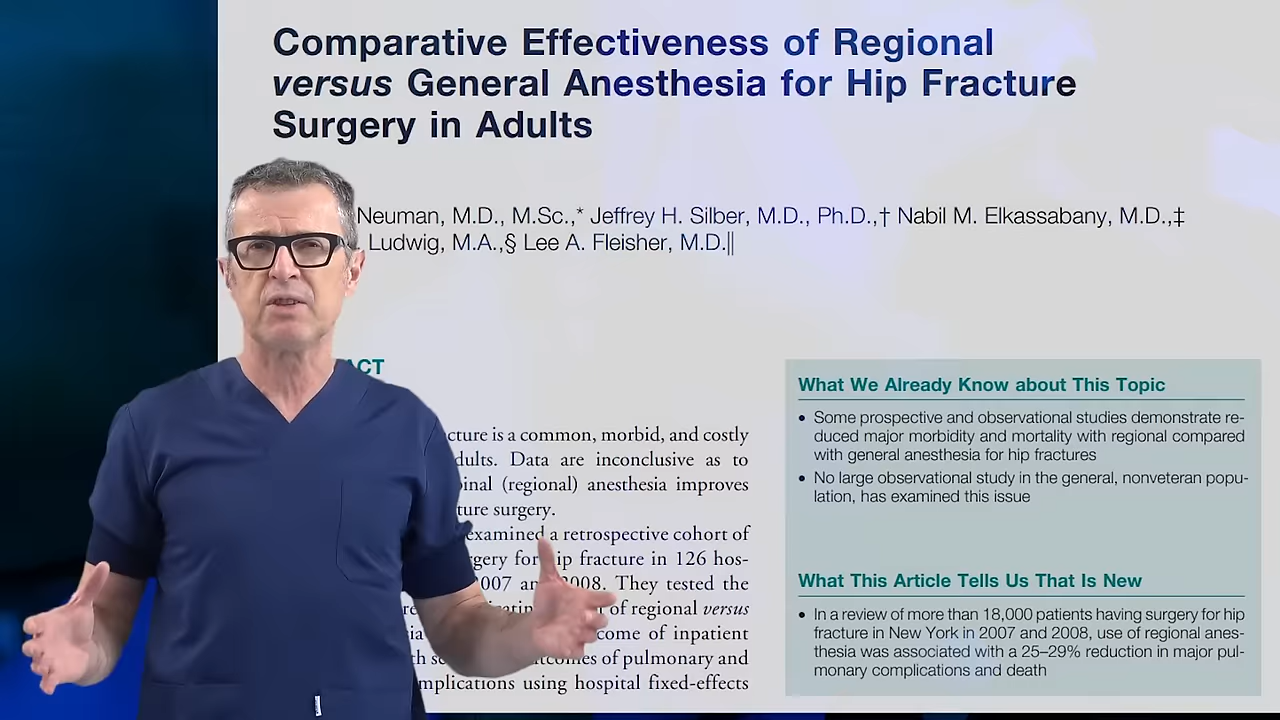 Comparative Effectiveness of Regional
versus General Anesthesia for Hip Fracture
Surgery in Adults
Neuman, M.D., M.Sc.,* Jeffrey H. Silber, M.D., Ph.D.,† Nabil M. Elkassabany, M.D.,‡
Ludwig, M.A.,§ Lee A. Fleisher, M.D.‖
ACT
cture is a common, morbid, and costly
dults. Data are inconclusive as to
inal (regional) anesthesia improves
ture surgery.
examined a retrospective cohort of
rgery for hip fracture in 126 hos-
2007 and 2008. They tested the
of regional versus
come of inpatient
outcomes of pulmonary and
mplications using hospital fixed-effects
What We Already Know about This Topic
• Some prospective and observational studies demonstrate re-
duced major morbidity and mortality with regional compared
with general anesthesia for hip fractures
• No large observational study in the general, nonveteran popu-
lation, has examined this issue
What This Article Tells Us That Is New
• In a review of more than 18,000 patients having surgery for hip
fracture in New York in 2007 and 2008, use of regional anes-
thesia was associated with a 25–29% reduction in major pul-
monary complications and death